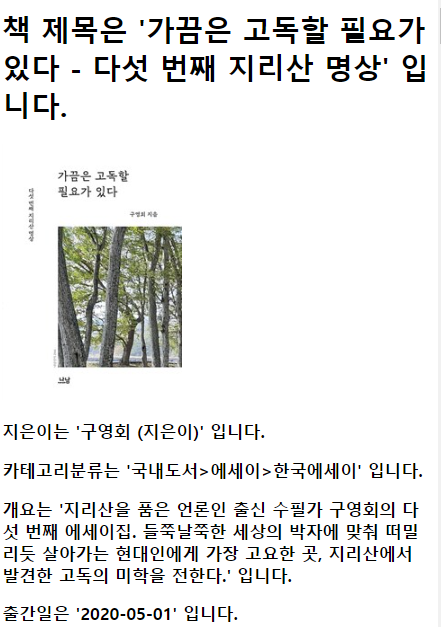 책 제목은 '가끔은 고독할 필요가
있다 - 다섯 번째 지리산 명상' 입
니다.
가끔은 고독할
필요가 있다
구영회 지음
다섯 번째 지리산 명상
지은이는 '구영회 (지은이)' 입니다.
카테고리분류는 '국내도서>에세이>한국에세이' 입니다.
개요는 '지리산을 품은 언론인 출신 수필가 구영회의 다
섯 번째 에세이집. 들쭉날쭉한 세상의 박자에 맞춰 떠밀
리듯 살아가는 현대인에게 가장 고요한 곳, 지리산에서
발견한 고독의 미학을 전한다.' 입니다.
출간일은 '2020-05-01' 입니다.